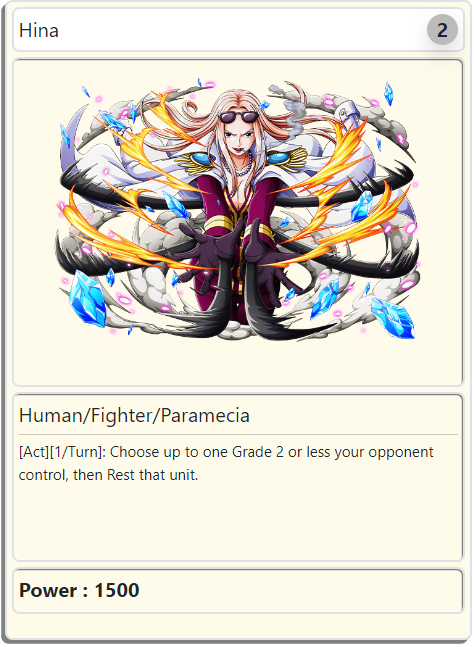 Hina
2
Human/Fighter/Paramecia
[Act][1/Turn]: Choose up to one Grade 2 or less your opponent
control, then Rest that unit.
Power : 1500